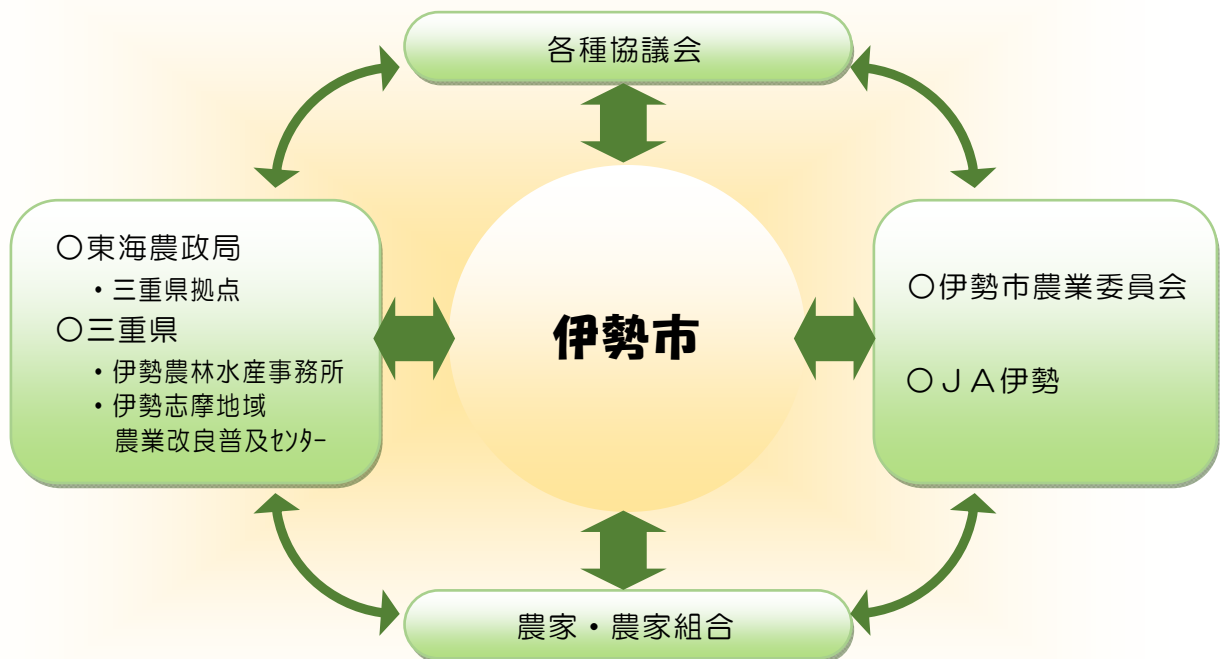 各種協議会
〇東海農政局
・三重県拠点
〇三重県
・伊勢農林水産事務所
・伊勢志摩地域
農業改良普及ｾﾝﾀｰ
伊勢市
〇伊勢市農業委員会
〇ＪＡ伊勢
農家・農家組合